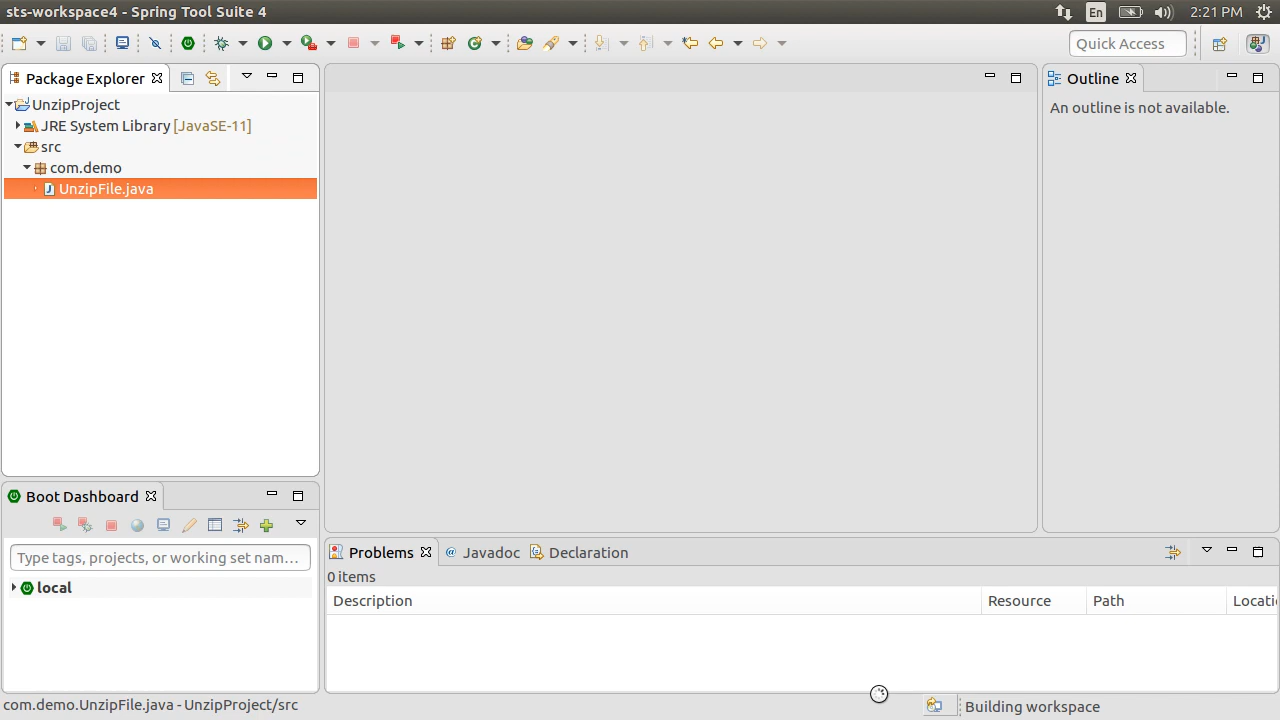 sts-workspace4 - Spring Tool Suite 4
En
2:21 PM
Quick Access
Package Explorer
UnzipProject
JRE System Library [JavaSE-11]
src
com.demo
UnzipFile.java
Outline
An outline is not available.
Boot Dashboard
Type tags, projects, or working set nam...
local
Problems
@ Javadoc
Declaration
0 items
Description
Resource
Path
Locati
com.demo.UnzipFile.java - UnzipProject/src
Building workspace